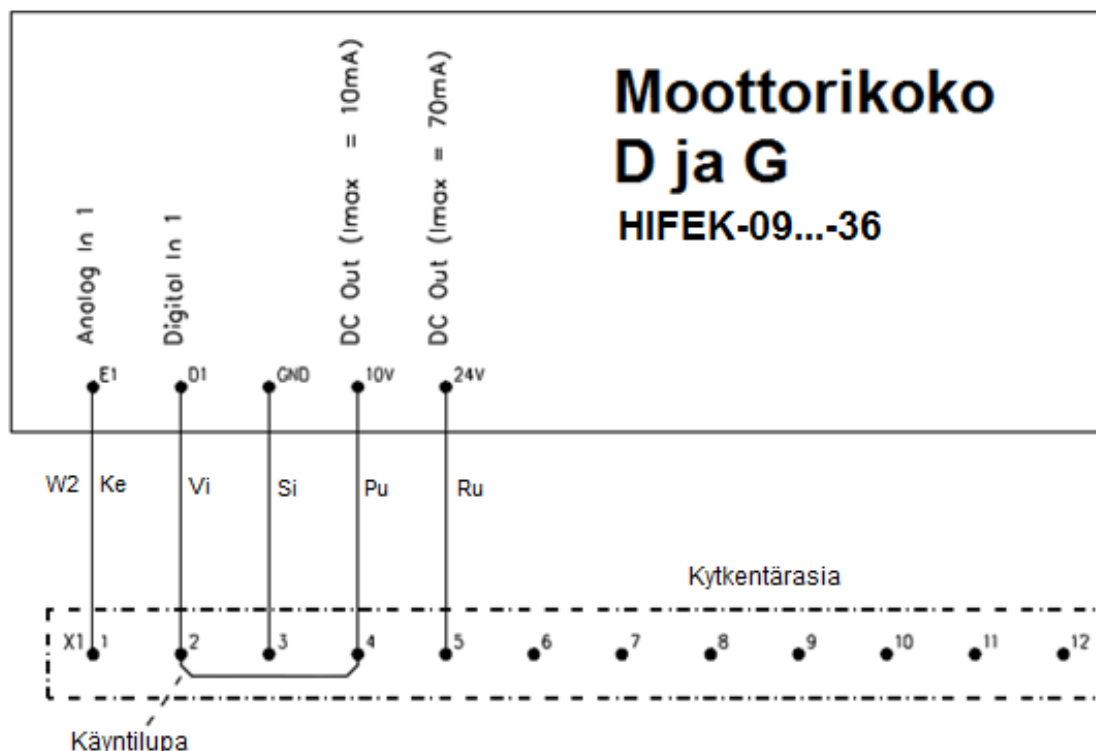 Moottorikoko
D ja G
HIFEK-09...-36
Analog In 1
Digital In 1
DC Out (Imax = 10mA)
DC Out (Imax = 70mA)
E1 D1 GND 10V 24V
W2 Ke Vi Si Pu Ru
Kytkentärasia
X1 1 2 3 4 5 6 7 8 9 10 11 12
Käyntilupa